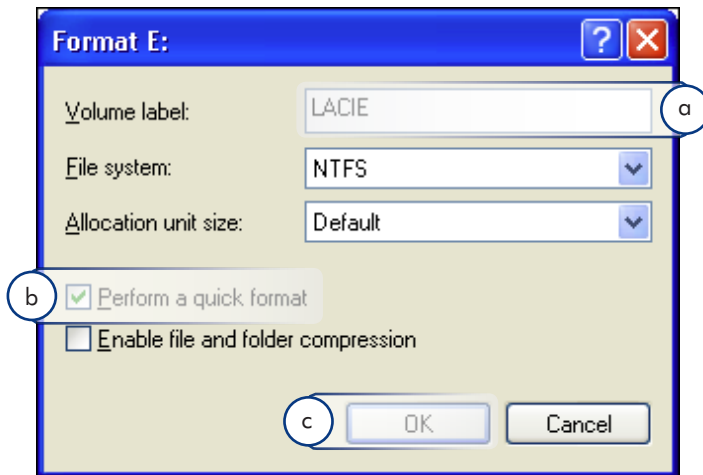 Format E:
Volume label: LACIE a
File system: NTFS
Allocation unit size: Default
b Perform a quick format
Enable file and folder compression
c OK Cancel